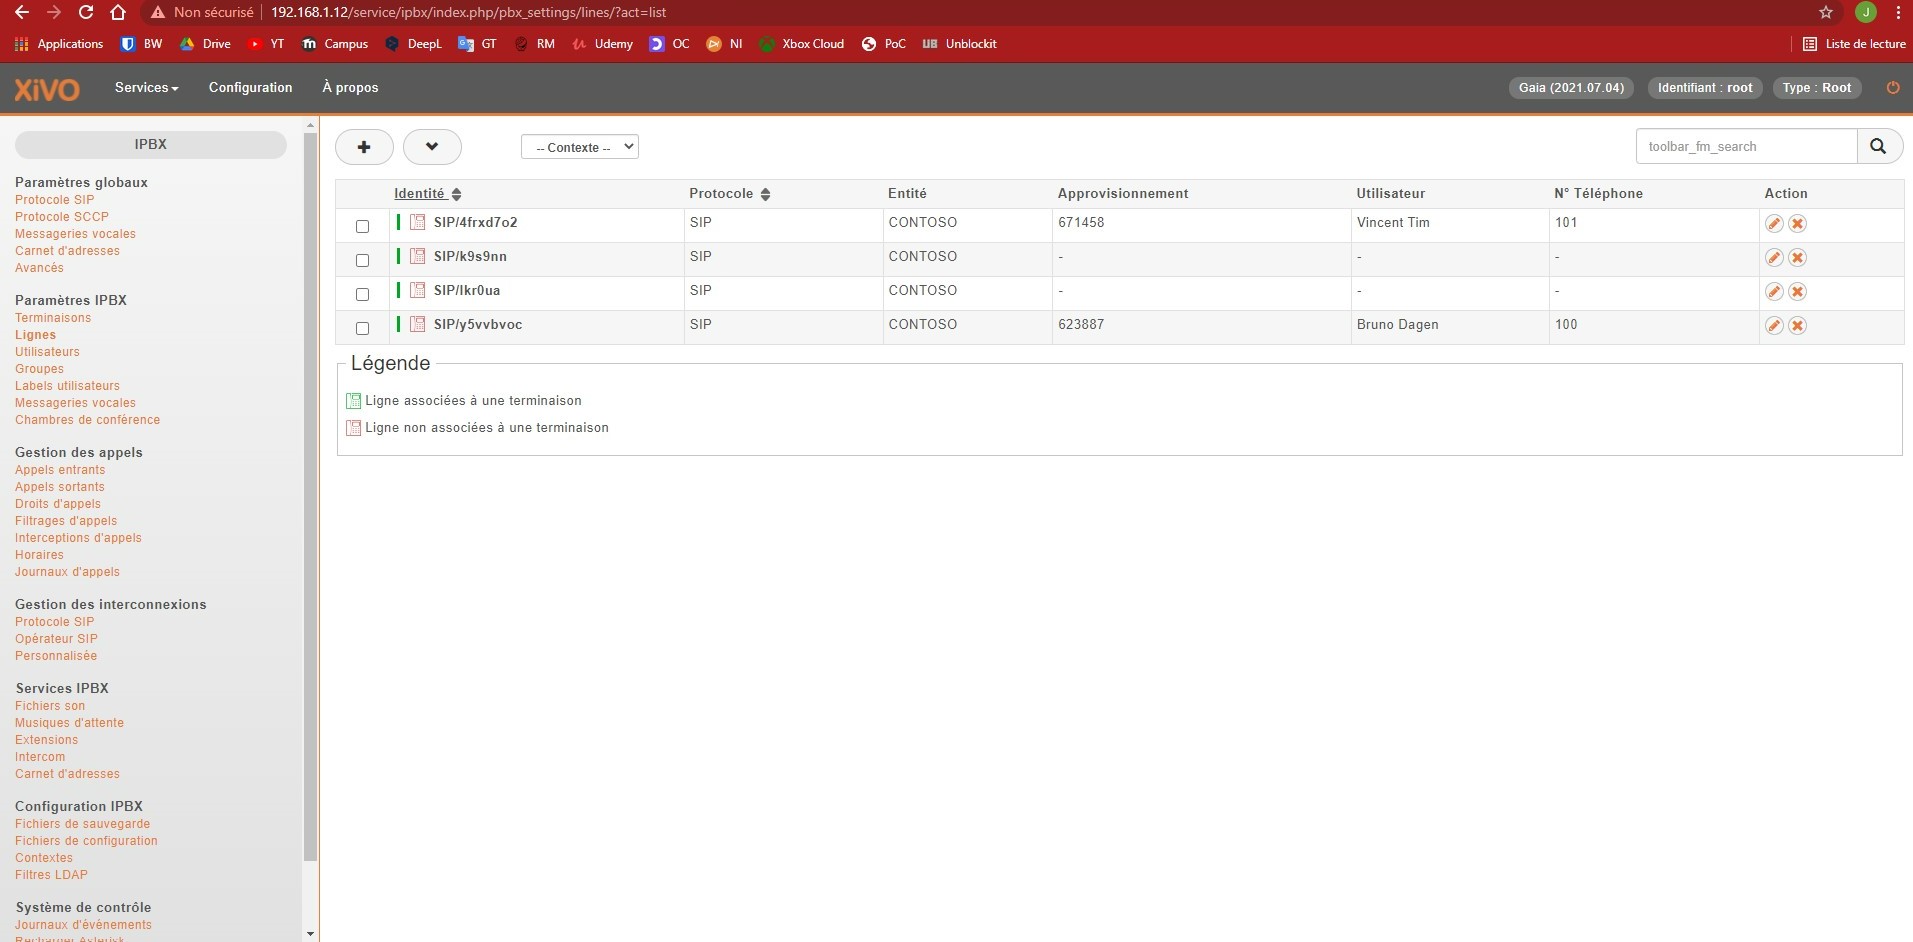 Non sécurisé 192.168.1.12/service/ipbx/index.php/pbx_settings/lines/?act=list J
Applications BW Drive YT Campus DeepL GT RM Udemy OC NI Xbox Cloud PoC UB Unblockit Liste de lecture
XiVO Services Configuration À propos Gaia (2021.07.04) Identifiant : root Type : Root
IPBX
Paramètres globaux
Protocole SIP
Protocole SCCP
Messageries vocales
Carnet d'adresses
Avancés
Paramètres IPBX
Terminaisons
Lignes
Utilisateurs
Groupes
Labels utilisateurs
Messageries vocales
Chambres de conférence
Gestion des appels
Appels entrants
Appels sortants
Droits d'appels
Filtrages d'appels
Interceptions d'appels
Horaires
Journaux d'appels
Gestion des interconnexions
Protocole SIP
Opérateur SIP
Personnalisée
Services IPBX
Fichiers son
Musiques d'attente
Extensions
Intercom
Carnet d'adresses
Configuration IPBX
Fichiers de sauvegarde
Fichiers de configuration
Contextes
Filtres LDAP
Système de contrôle
Journaux d'évènements
Recharger Asterisk
-- Contexte -- toolbar_fm_search
Identité Protocole Entité Approvisionnement Utilisateur N° Téléphone Action
SIP/4frxd7o2 SIP CONTOSO 671458 Vincent Tim 101
SIP/k9s9nn SIP CONTOSO - - -
SIP/lkr0ua SIP CONTOSO - - -
SIP/y5vvbvoc SIP CONTOSO 623887 Bruno Dagen 100
Légende
Ligne associées à une terminaison
Ligne non associées à une terminaison